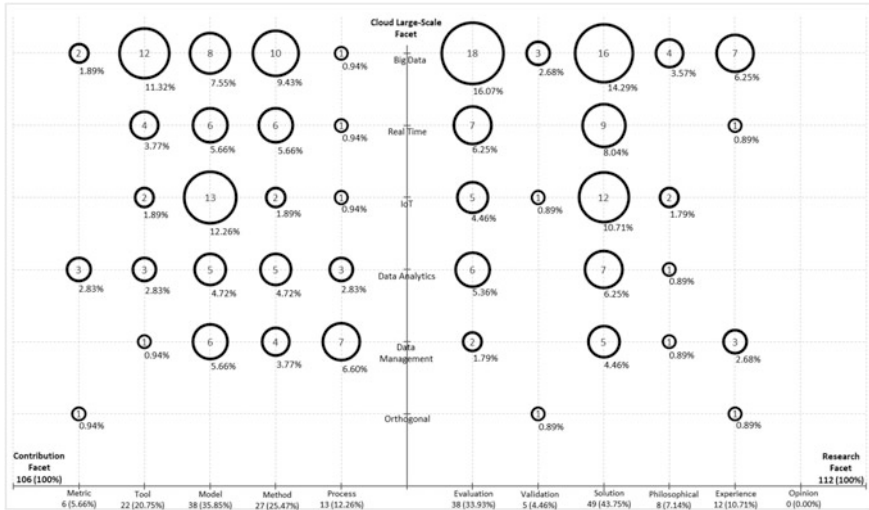 Cloud Large-Scale
Facet
2 12 8 10 1 Big Data 18 3 16 4 7
1.89% 11.32% 7.55% 9.43% 0.94% 16.07% 2.68% 14.29% 3.57% 6.25%
4 6 6 1 Real Time 7 9 1
3.77% 5.66% 5.66% 0.94% 6.25% 8.04% 0.89%
2 13 2 1 IoT 5 1 12 2
1.89% 12.26% 1.89% 0.94% 4.46% 0.89% 10.71% 1.79%
3 3 5 5 3 Data Analytics 6 7 1
2.83% 2.83% 4.72% 4.72% 2.83% 5.36% 6.25% 0.89%
1 6 4 7 Data 2 5 1 3
0.94% 5.66% 3.77% 6.60% Management 1.79% 4.46% 0.89% 2.68%
1 Orthogonal 1 1
0.94% 0.89% 0.89%
Contribution Research
Facet Facet
106 (100%) 112 (100%)
Metric Tool Model Method Process Evaluation Validation Solution Philosophical Experience Opinion
6 (5.66%) 22 (20.75%) 38 (35.85%) 27 (25.47%) 13 (12.26%) 38 (33.93%) 5 (4.46%) 49 (43.75%) 8 (7.14%) 12 (10.71%) 0 (0.00%)